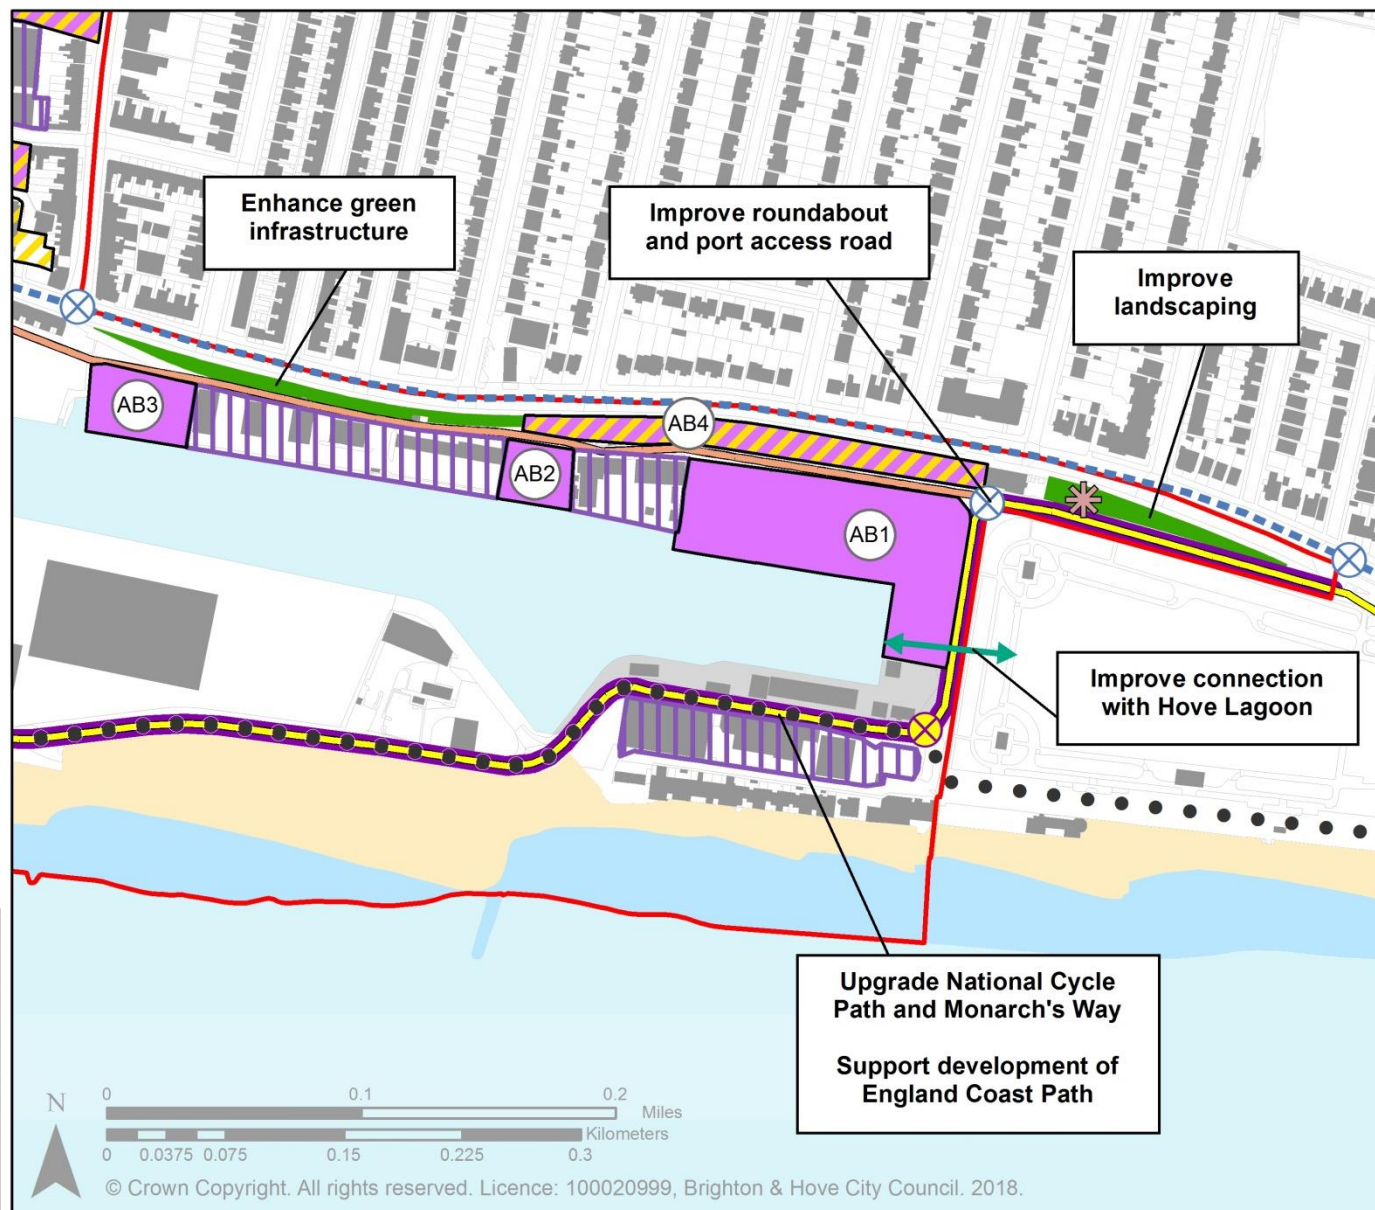 Enhance green
infrastructure
Improve roundabout
and port access road
Improve
landscaping
AB3
AB4
AB2
AB1
Improve connection
with Hove Lagoon
Upgrade National Cycle
Path and Monarch's Way
Support development of
England Coast Path
N
0 0.1 0.2
Miles
Kilometers
0 0.0375 0.075 0.15 0.225 0.3
© Crown Copyright. All rights reserved. Licence: 100020999, Brighton & Hove City Council. 2018.